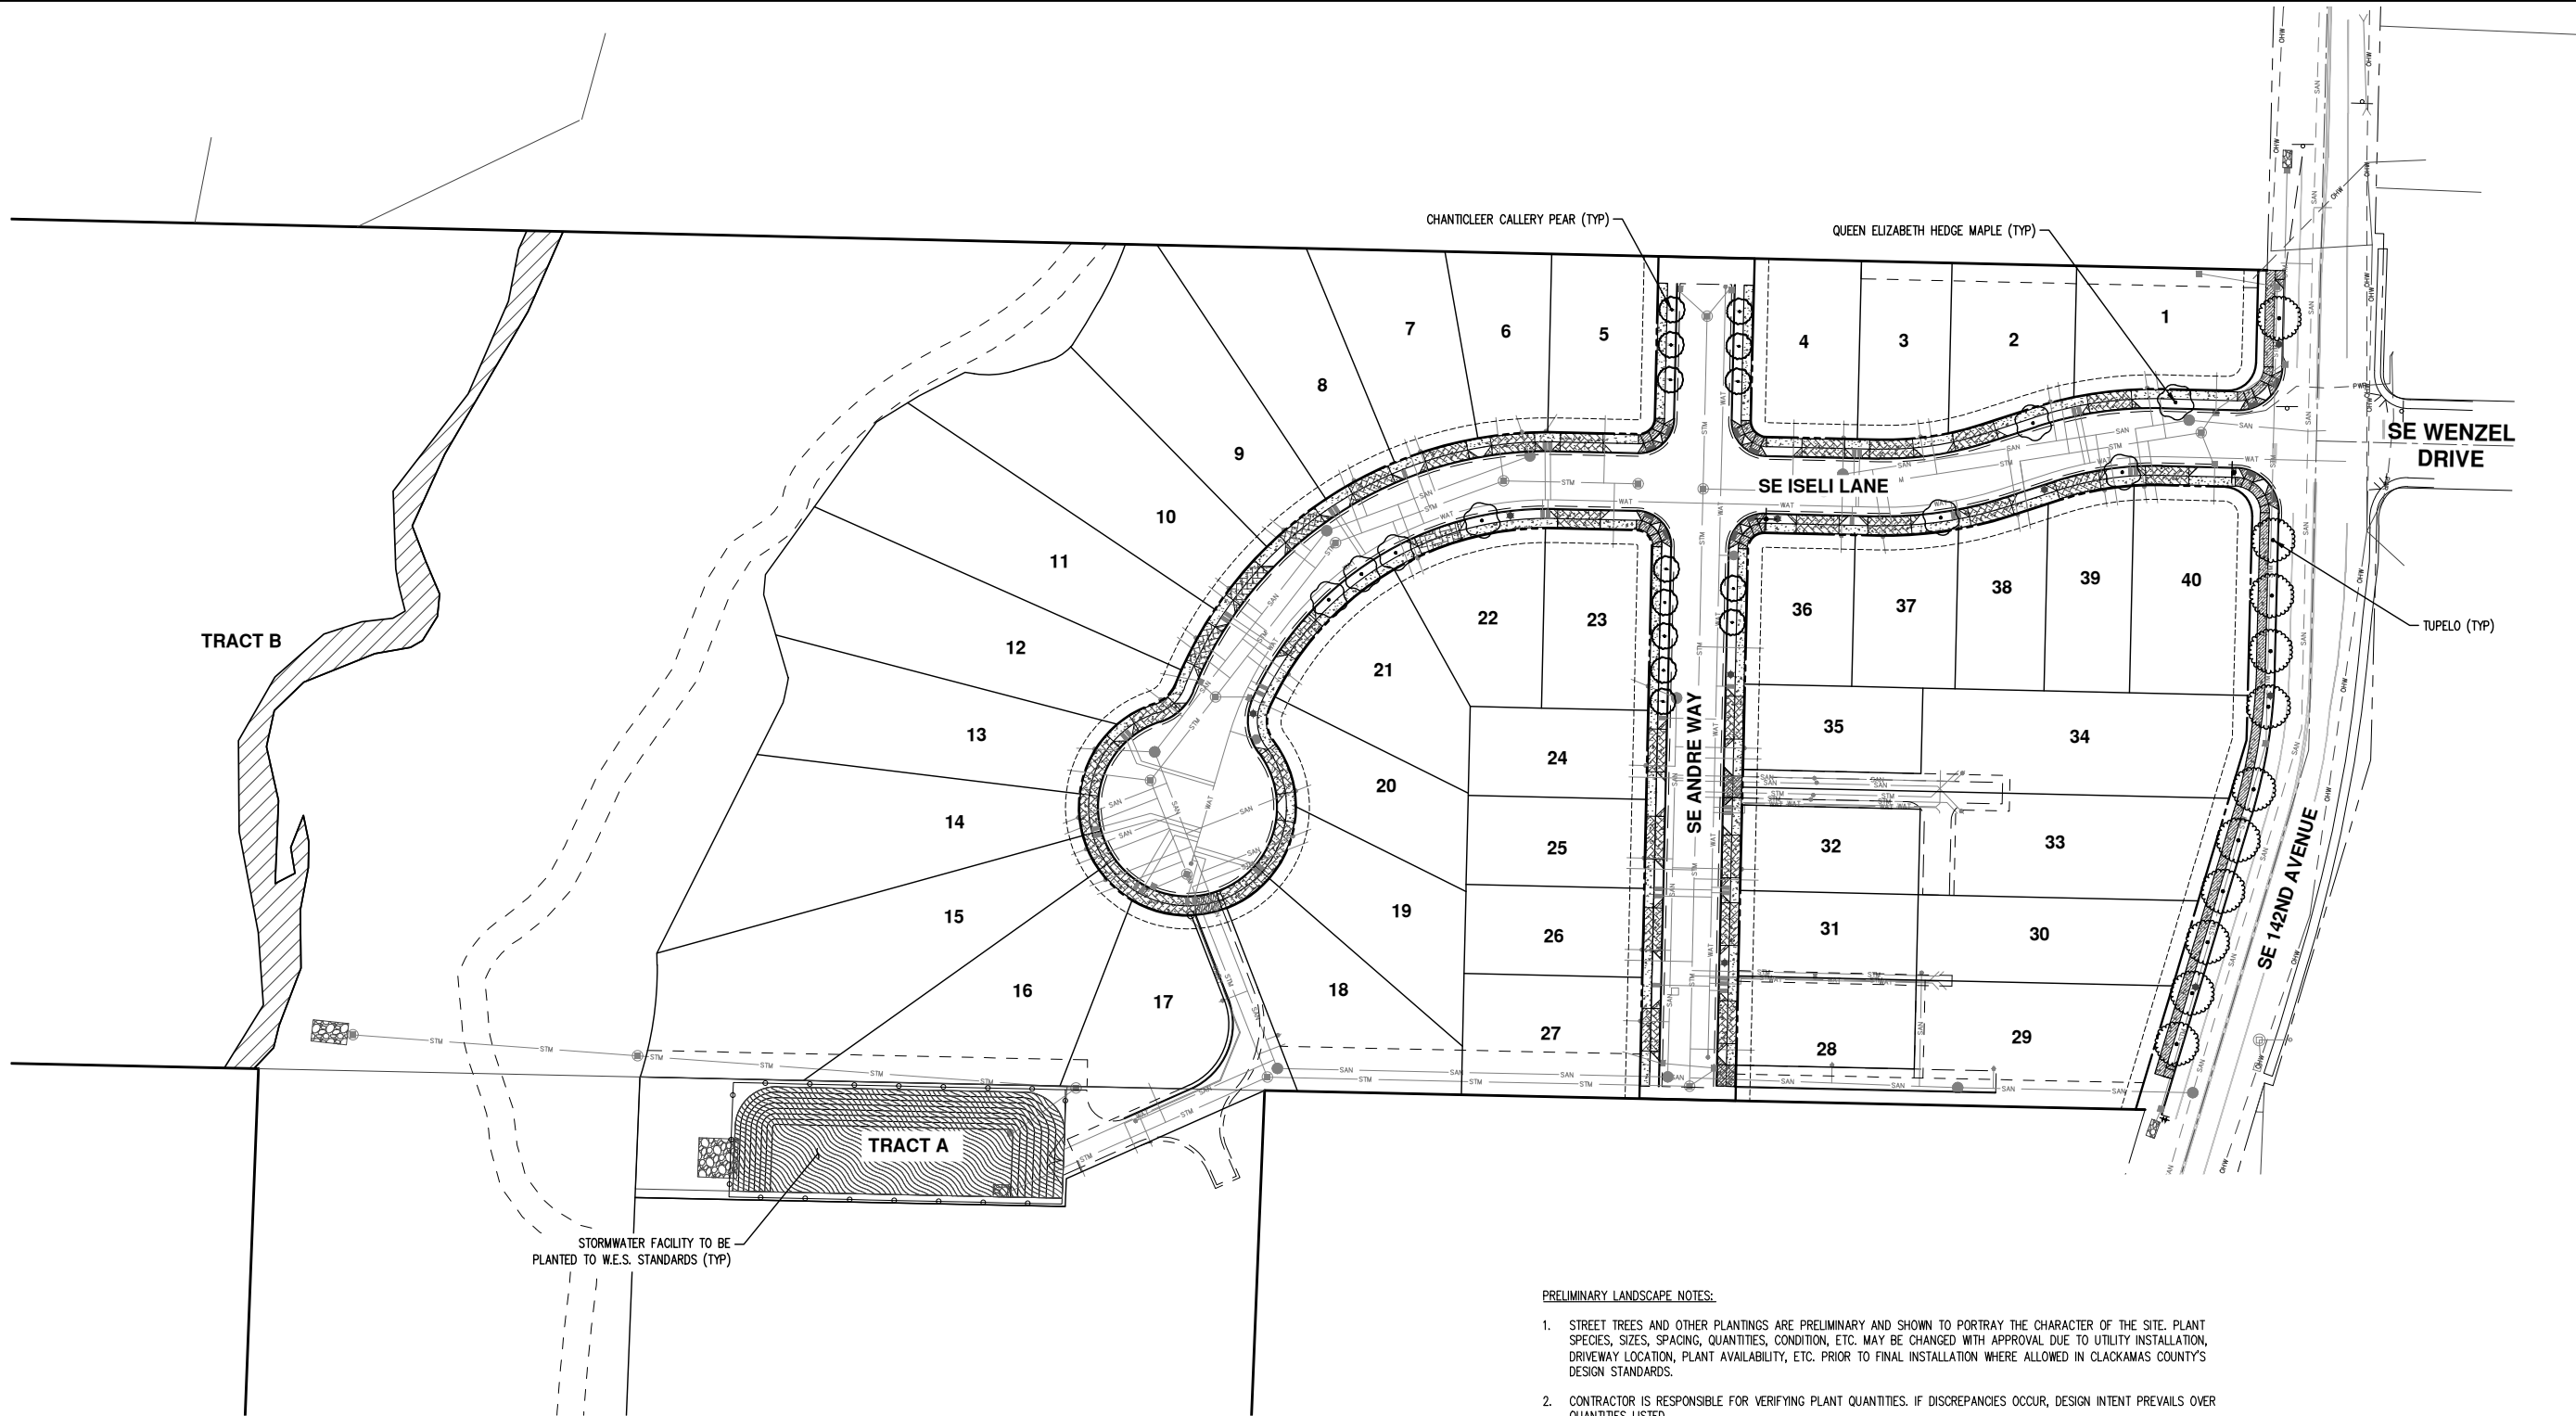 CHANTICLEER CALLERY PEAR (TYP)
QUEEN ELIZABETH HEDGE MAPLE (TYP)
1
2
3
4
5
6
7
8
9
10
11
12
13
14
15
16
17
18
19
20
21
22
23
24
25
26
27
28
29
30
31
32
33
34
35
36
37
38
39
40
SE WENZEL
DRIVE
SE ISELI LANE
SE ANDRE WAY
SE 142ND AVENUE
TUPELO (TYP)
TRACT B
TRACT A
STORMWATER FACILITY TO BE
PLANTED TO W.E.S. STANDARDS (TYP)
PRELIMINARY LANDSCAPE NOTES:
1. STREET TREES AND OTHER PLANTINGS ARE PRELIMINARY AND SHOWN TO PORTRAY THE CHARACTER OF THE SITE. PLANT
SPECIES, SIZES, SPACING, QUANTITIES, CONDITION, ETC. MAY BE CHANGED WITH APPROVAL DUE TO UTILITY INSTALLATION,
DRIVEWAY LOCATION, PLANT AVAILABILITY, ETC. PRIOR TO FINAL INSTALLATION WHERE ALLOWED IN CLACKAMAS COUNTY'S
DESIGN STANDARDS.
2. CONTRACTOR IS RESPONSIBLE FOR VERIFYING PLANT QUANTITIES. IF DISCREPANCIES OCCUR, DESIGN INTENT PREVAILS OVER
QUANTITIES LISTED.